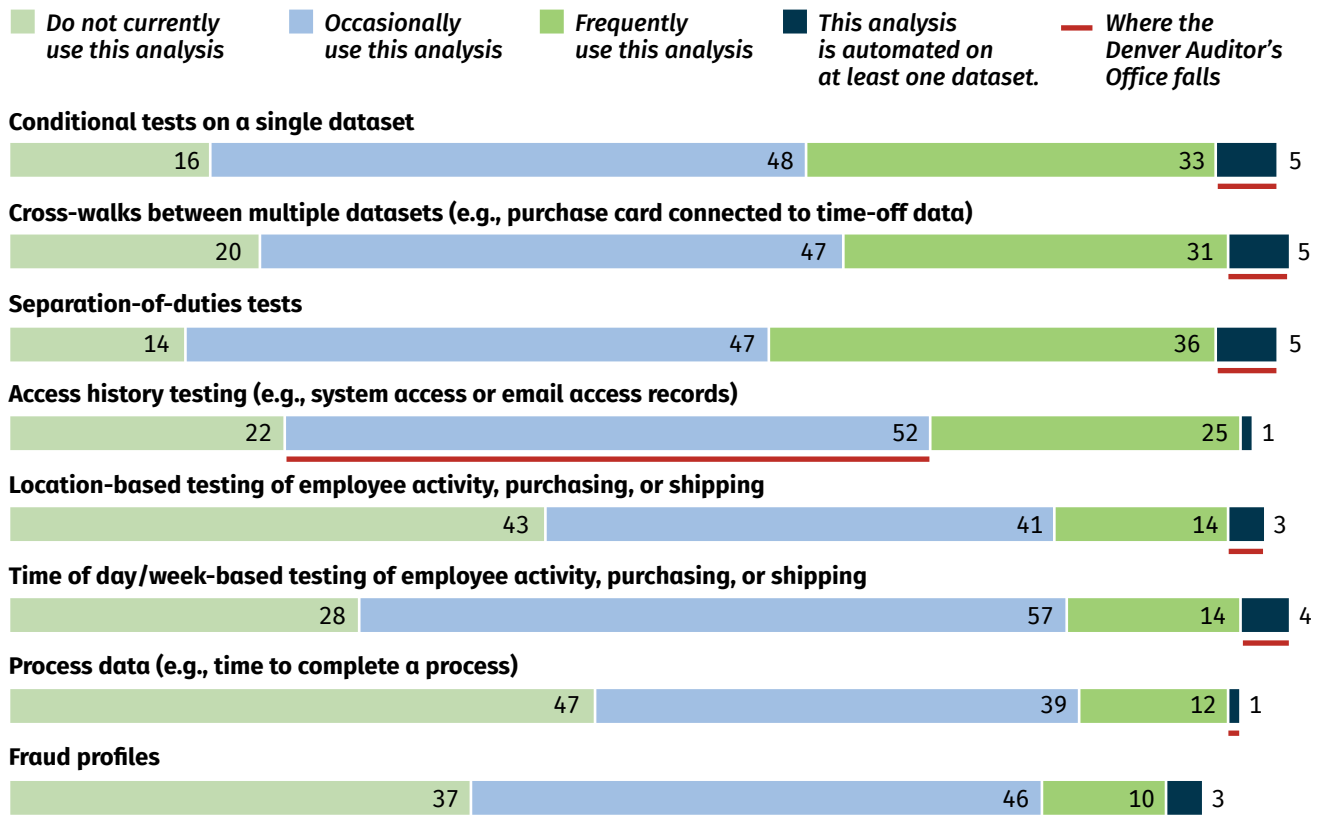 Do not currently
use this analysis
Occasionally
use this analysis
Frequently
use this analysis
This analysis
is automated on
at least one dataset.
Where the
Denver Auditor’s
Office falls
Conditional tests on a single dataset
16 48 33 5
Cross-walks between multiple datasets (e.g., purchase card connected to time-off data)
20 47 31 5
Separation-of-duties tests
14 47 36 5
Access history testing (e.g., system access or email access records)
22 52 25 1
Location-based testing of employee activity, purchasing, or shipping
43 41 14 3
Time of day/week-based testing of employee activity, purchasing, or shipping
28 57 14 4
Process data (e.g., time to complete a process)
47 39 12 1
Fraud profiles
37 46 10 3